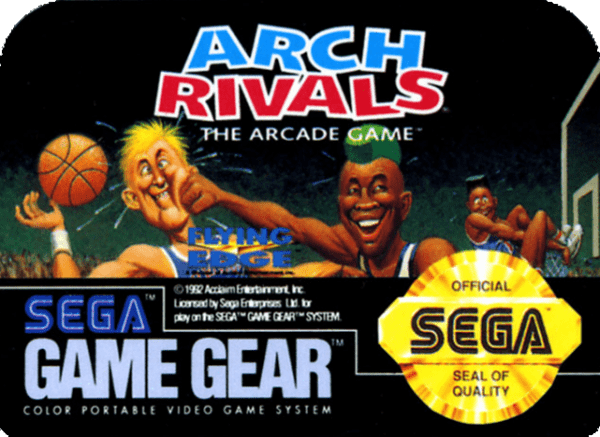 ARCH
RIVALS
THE ARCADE GAME™
FLYING
EDGE
©1992 Acclaim Entertainment, Inc.
Licensed by Sega Enterprises Ltd. for
play on the SEGA™ GAME GEAR™ SYSTEM.
SEGA™
GAME GEAR™
COLOR PORTABLE VIDEO GAME SYSTEM
OFFICIAL
SEGA
SEAL OF
QUALITY